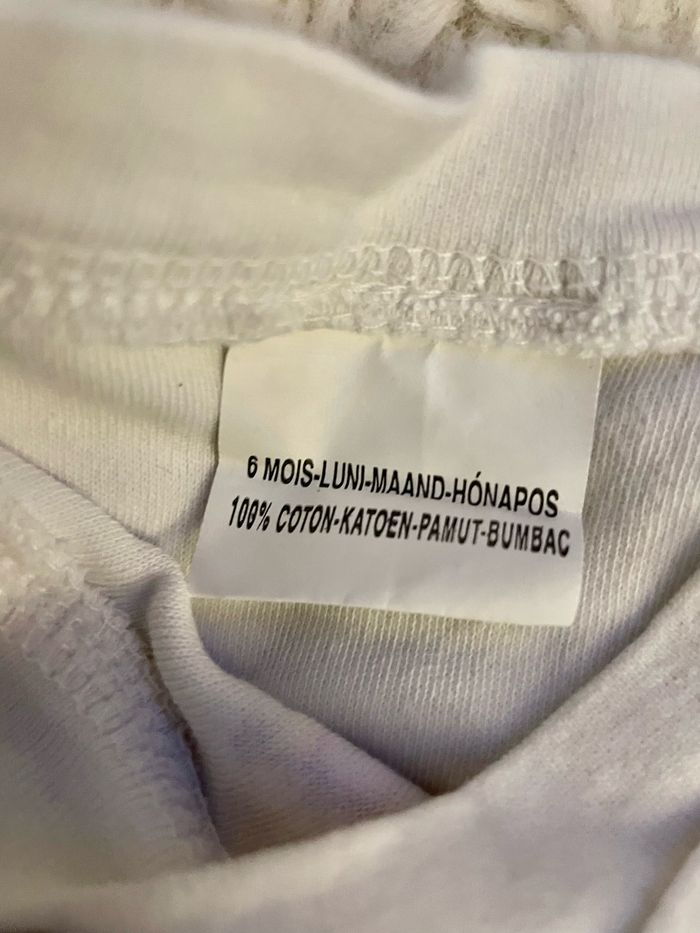 6 MOIS-LUNI-MAAND-HÓNAPOS
100% COTON-KATOEN-PAMUT-BUMBAC